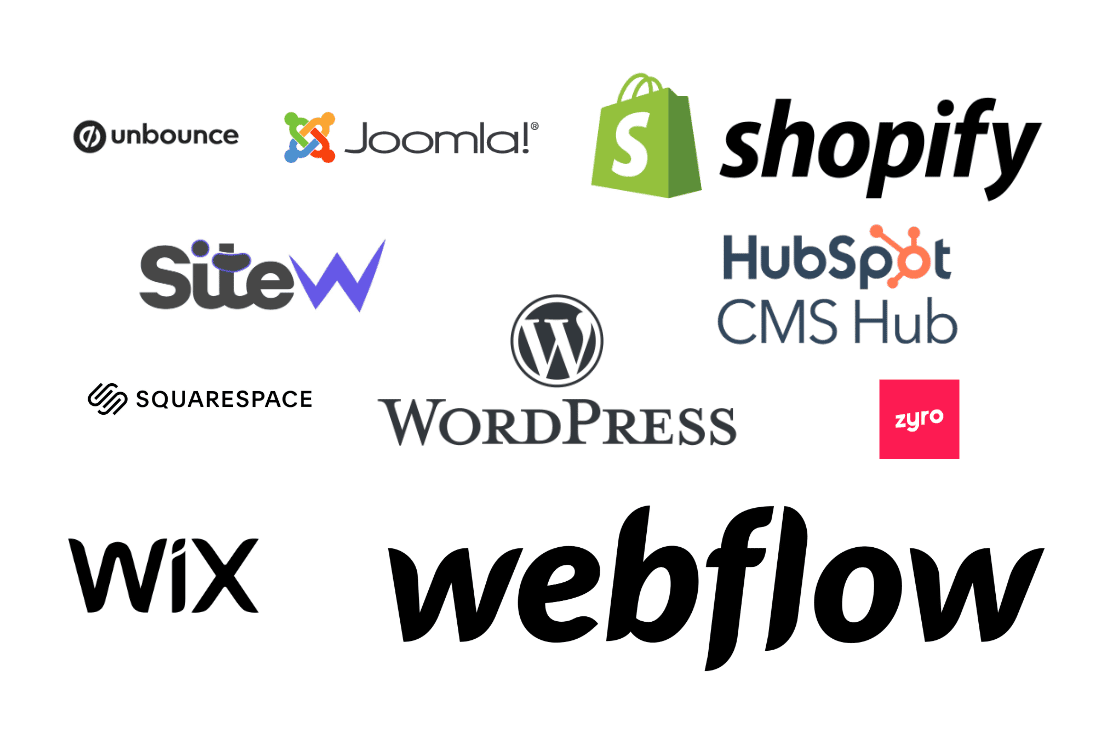 unbounce
Joomla!®
S shopify
SiteW
HubSpot
CMS Hub
W
WORDPRESS
SQUARESPACE
zyro
WiX
webflow